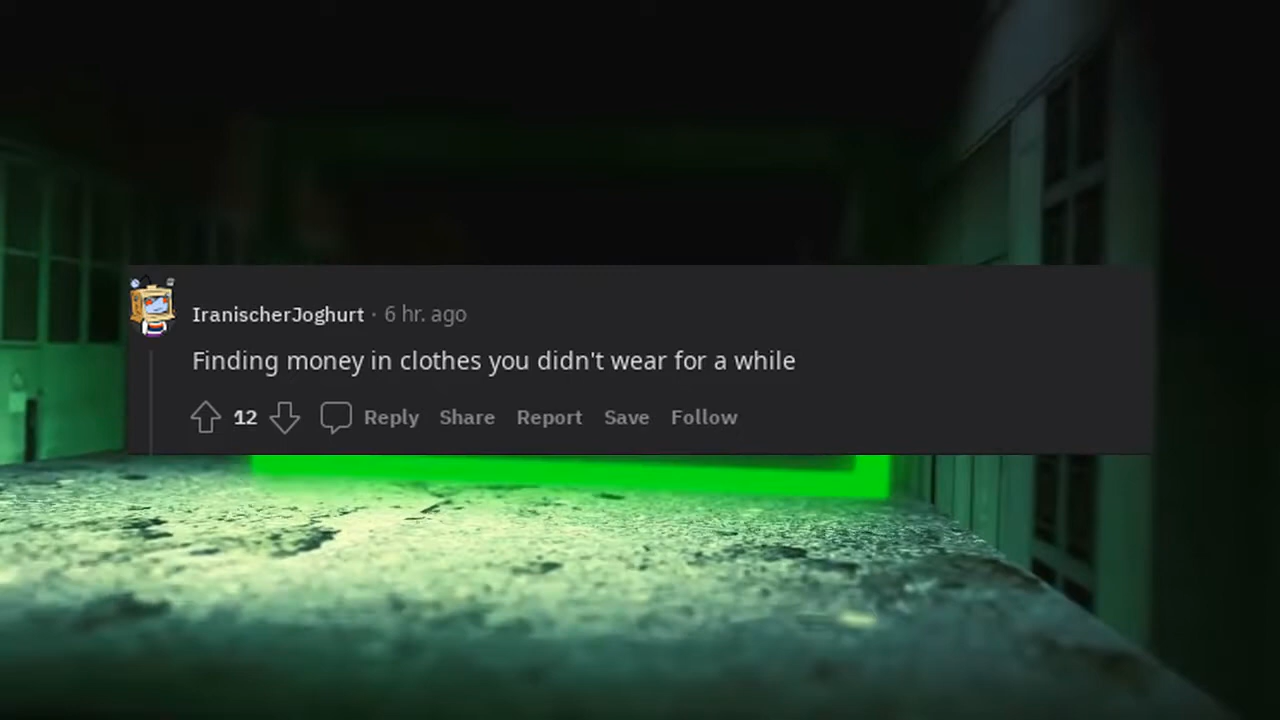 IranischerJoghurt · 6 hr. ago
Finding money in clothes you didn't wear for a while
12 Reply Share Report Save Follow